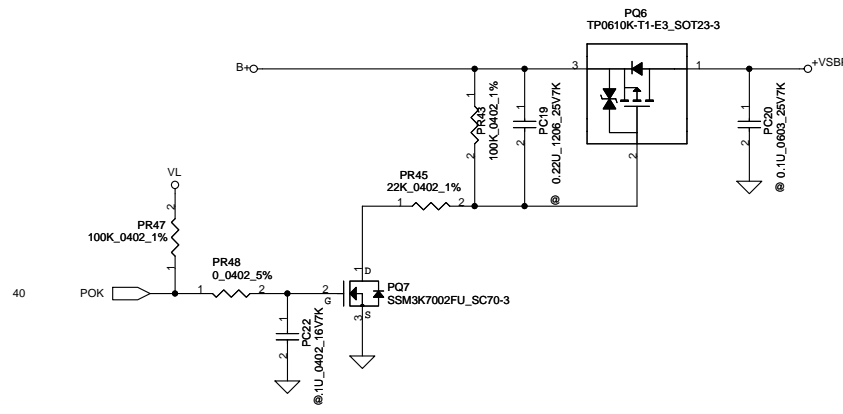 PQ6
TP0610K-T1-E3_SOT23-3
B+
3
1
+VSBP
1
2
PR43
100K_0402_1%
1
2
PC19
@ 0.22U_1206_25V7K
2
1
2
PC20
@ 0.1U_0603_25V7K
PR45
22K_0402_1%
1
2
VL
2
PR47
100K_0402_1%
1
PR48
0_0402_5%
40
POK
1
2
2
G
1
D
3
S
PQ7
SSM3K7002FU_SC70-3
1
2
PC22
@.1U_0402_16V7K